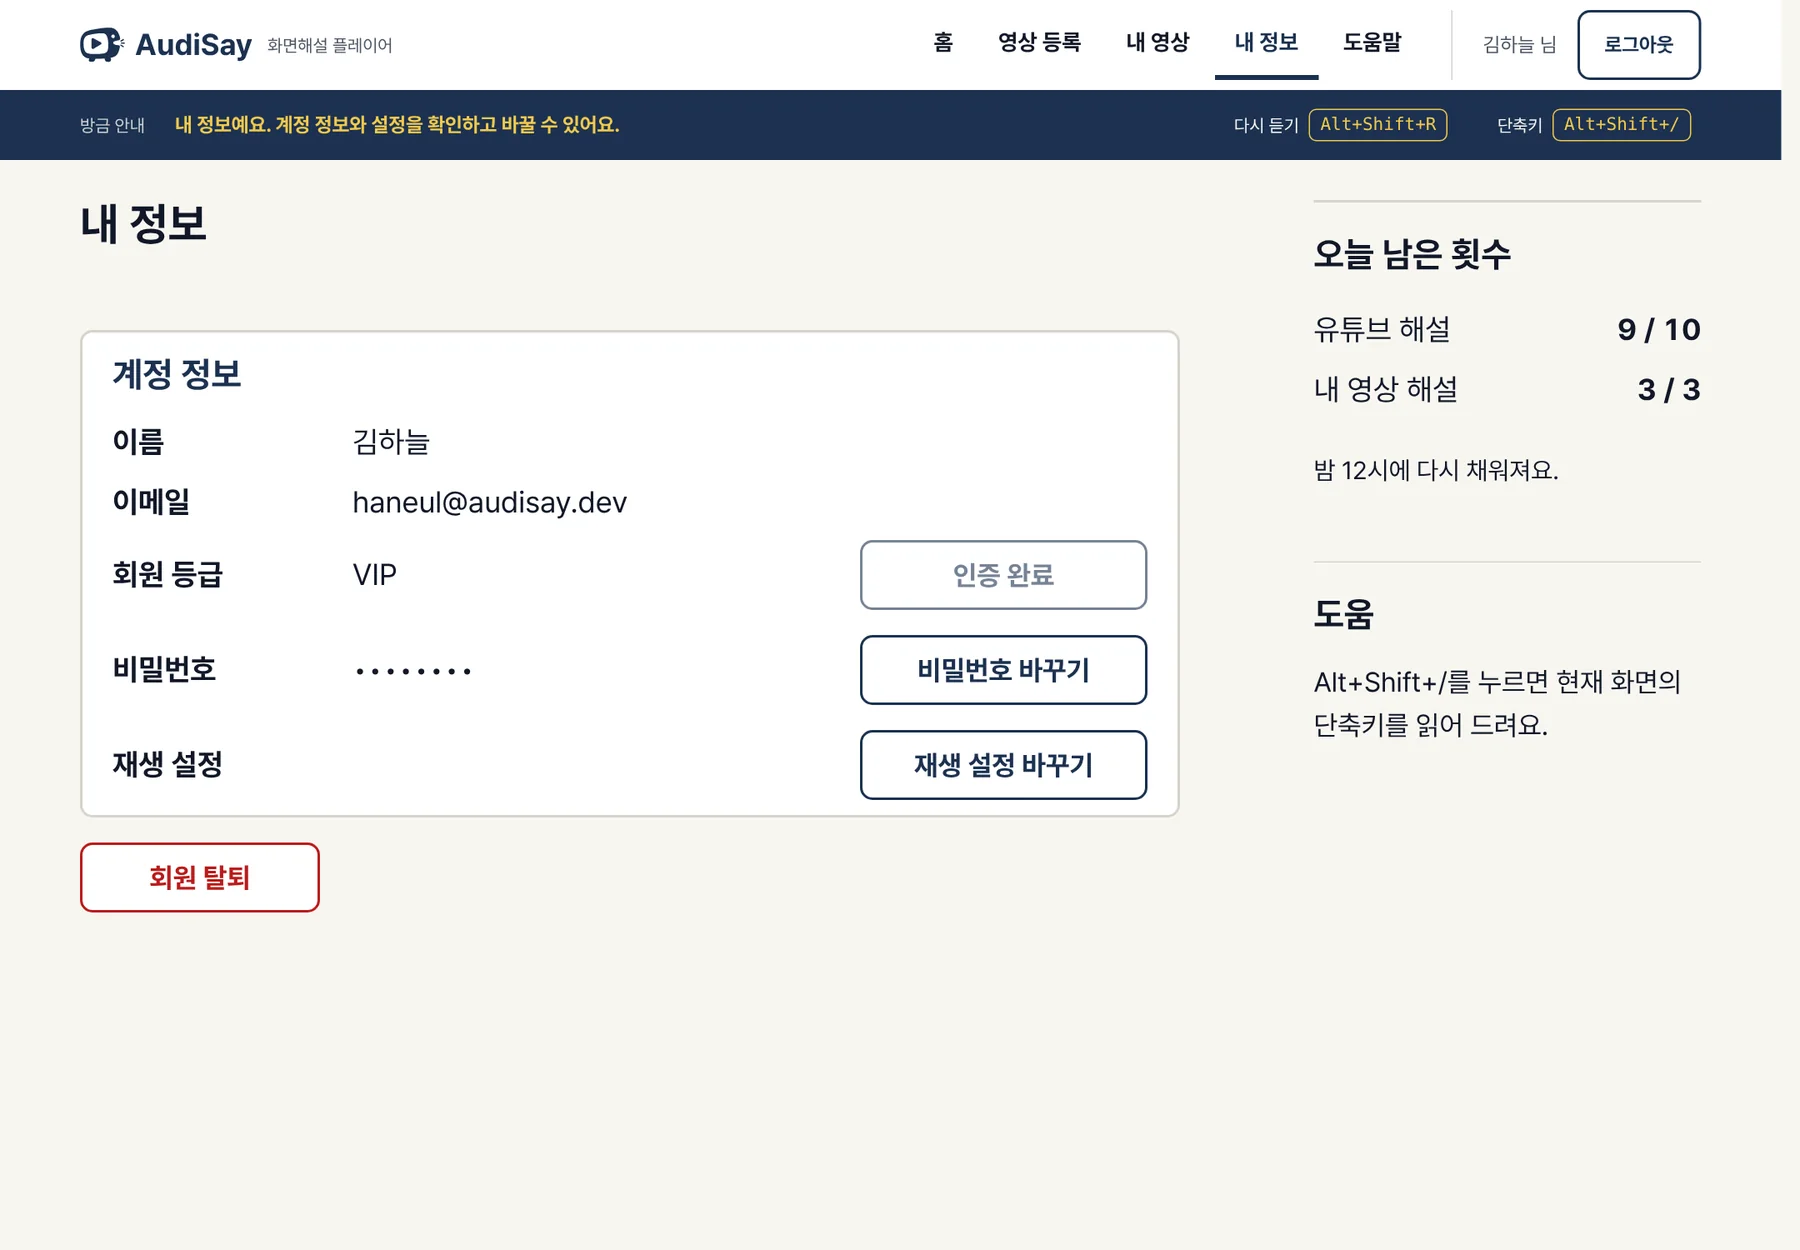 AudiSay 화면해설 플레이어
홈 영상 등록 내 영상 내 정보 도움말 김하늘 님 로그아웃
방금 안내 내 정보예요. 계정 정보와 설정을 확인하고 바꿀 수 있어요. 다시 듣기 Alt+Shift+R 단축키 Alt+Shift+/
내 정보
계정 정보
이름 김하늘
이메일 haneul@audisay.dev
회원 등급 VIP 인증 완료
비밀번호 •••••••• 비밀번호 바꾸기
재생 설정 재생 설정 바꾸기
회원 탈퇴
오늘 남은 횟수
유튜브 해설 9 / 10
내 영상 해설 3 / 3
밤 12시에 다시 채워져요.
도움
Alt+Shift+/를 누르면 현재 화면의
단축키를 읽어 드려요.